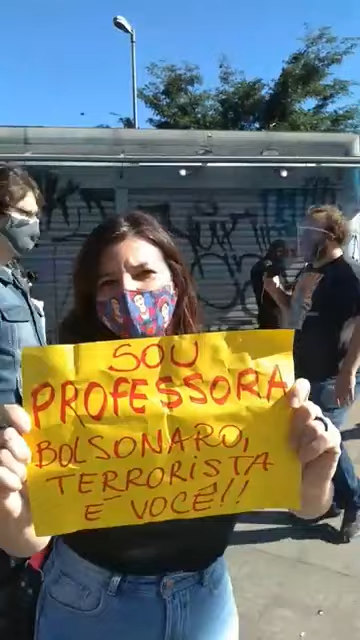 SOU
PROFESSORA
BOLSONARO,
TERRORISTA
É VOCÊ!!